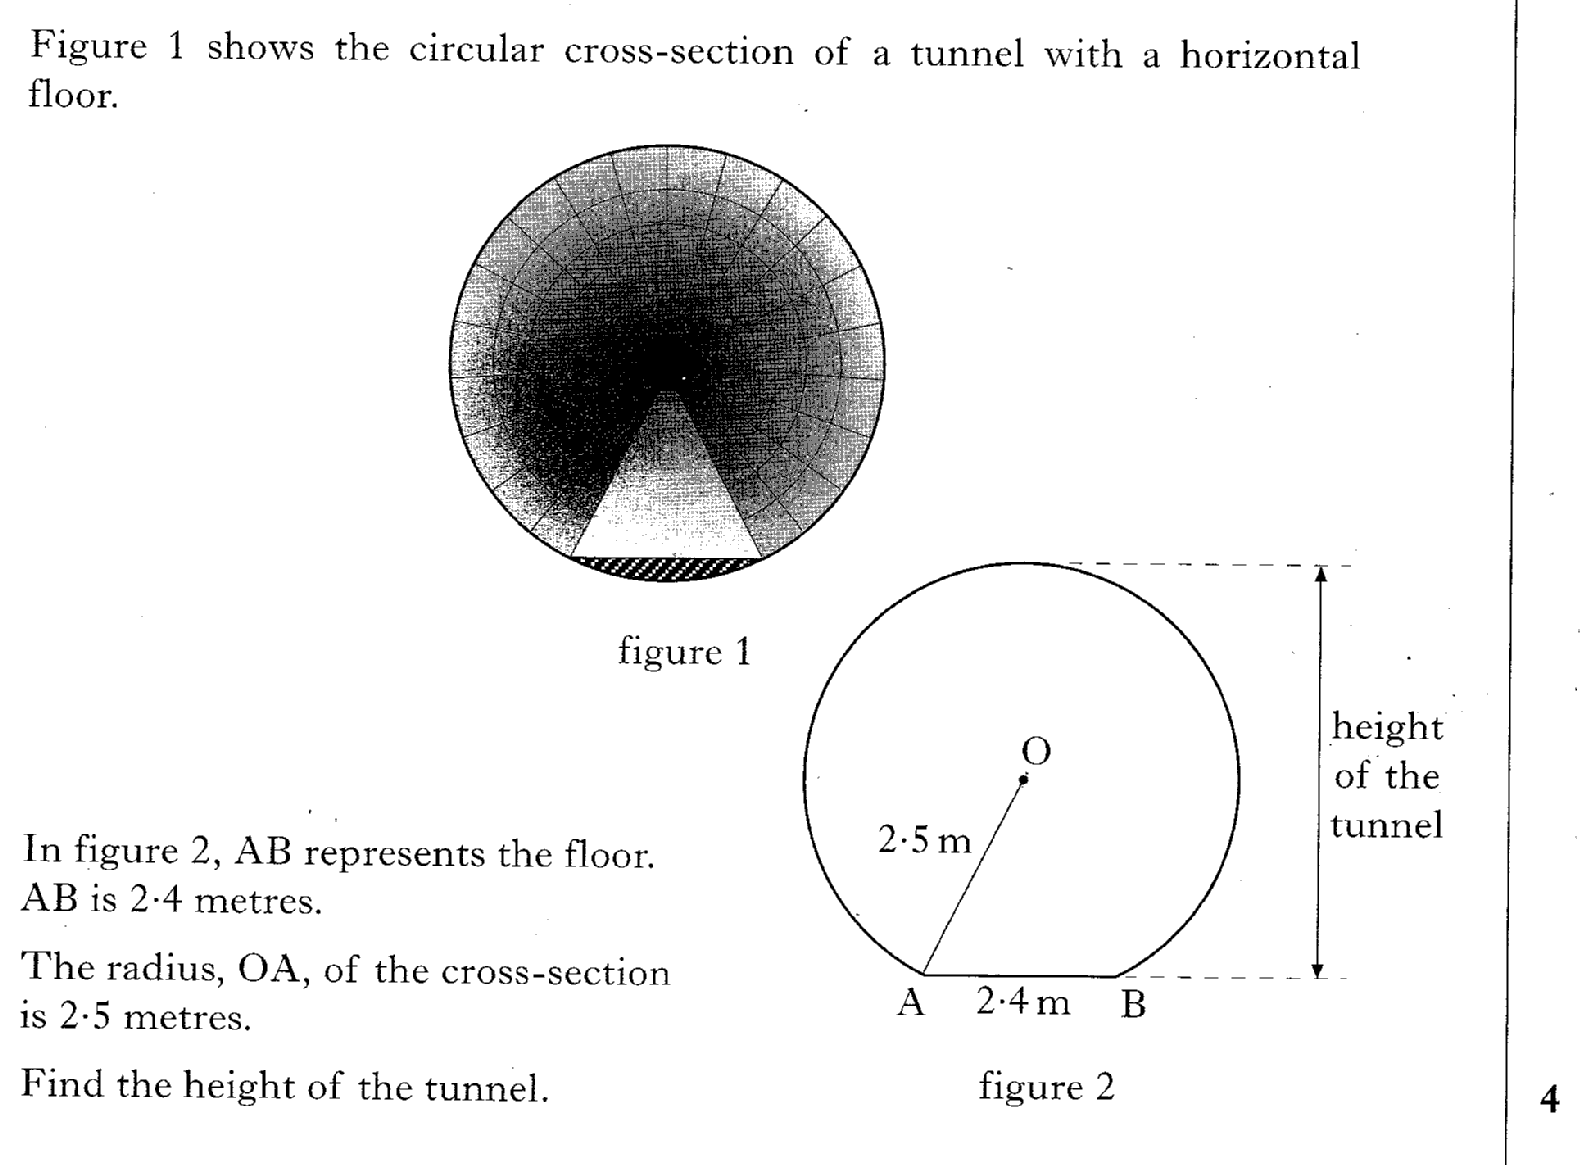 Figure 1 shows the circular cross-section of a tunnel with a horizontal
floor.
figure 1
O
2·5 m
height
of the
tunnel
In figure 2, AB represents the floor.
AB is 2·4 metres.
The radius, OA, of the cross-section
is 2·5 metres.
A 2·4 m B
Find the height of the tunnel.
figure 2
4